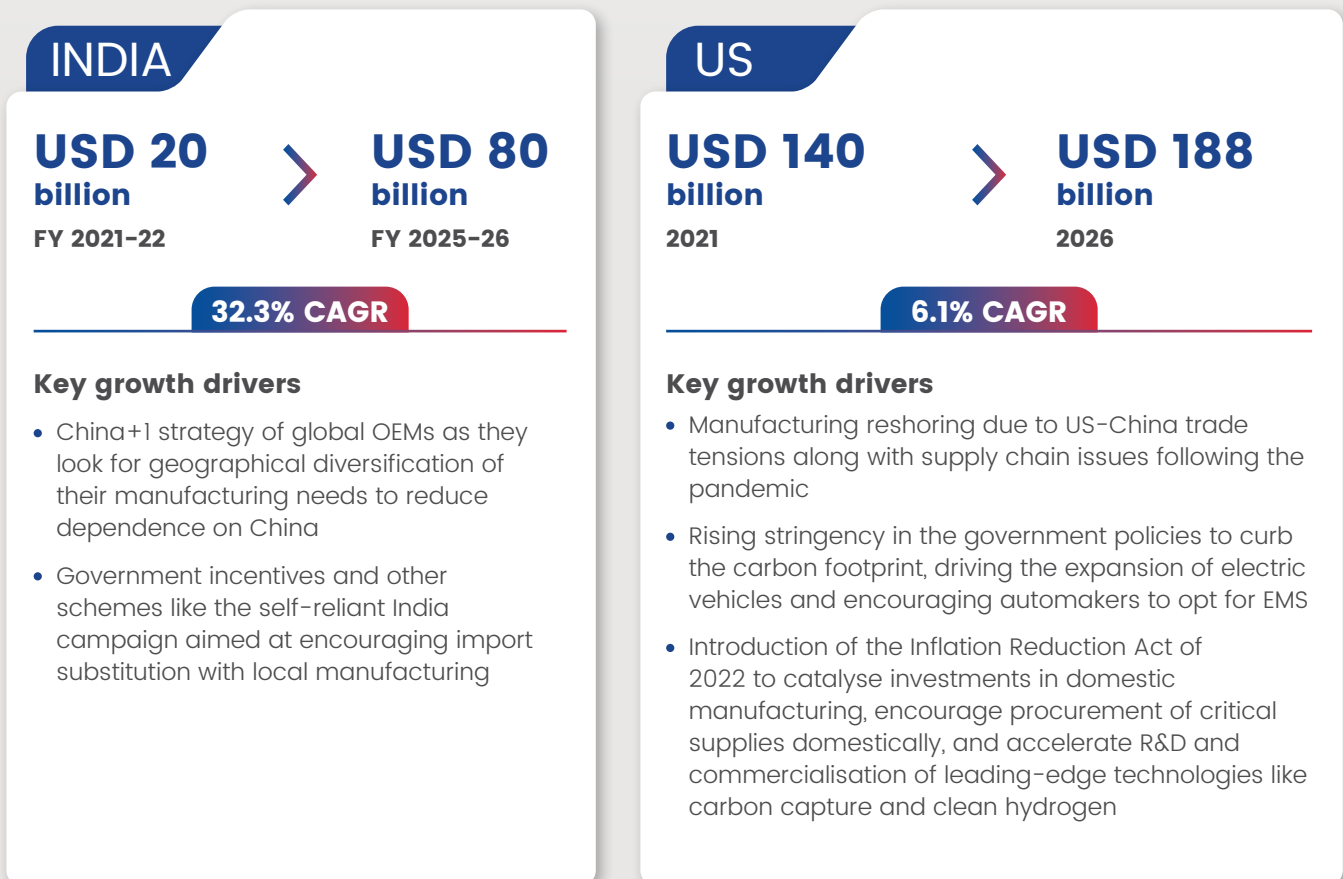 INDIA
USD 20
billion
FY 2021-22
USD 80
billion
FY 2025-26
32.3% CAGR
Key growth drivers
• China+1 strategy of global OEMs as they
look for geographical diversification of
their manufacturing needs to reduce
dependence on China
• Government incentives and other
schemes like the self-reliant India
campaign aimed at encouraging import
substitution with local manufacturing
US
USD 140
billion
2021
USD 188
billion
2026
6.1% CAGR
Key growth drivers
• Manufacturing reshoring due to US-China trade
tensions along with supply chain issues following the
pandemic
• Rising stringency in the government policies to curb
the carbon footprint, driving the expansion of electric
vehicles and encouraging automakers to opt for EMS
• Introduction of the Inflation Reduction Act of
2022 to catalyse investments in domestic
manufacturing, encourage procurement of critical
supplies domestically, and accelerate R&D and
commercialisation of leading-edge technologies like
carbon capture and clean hydrogen